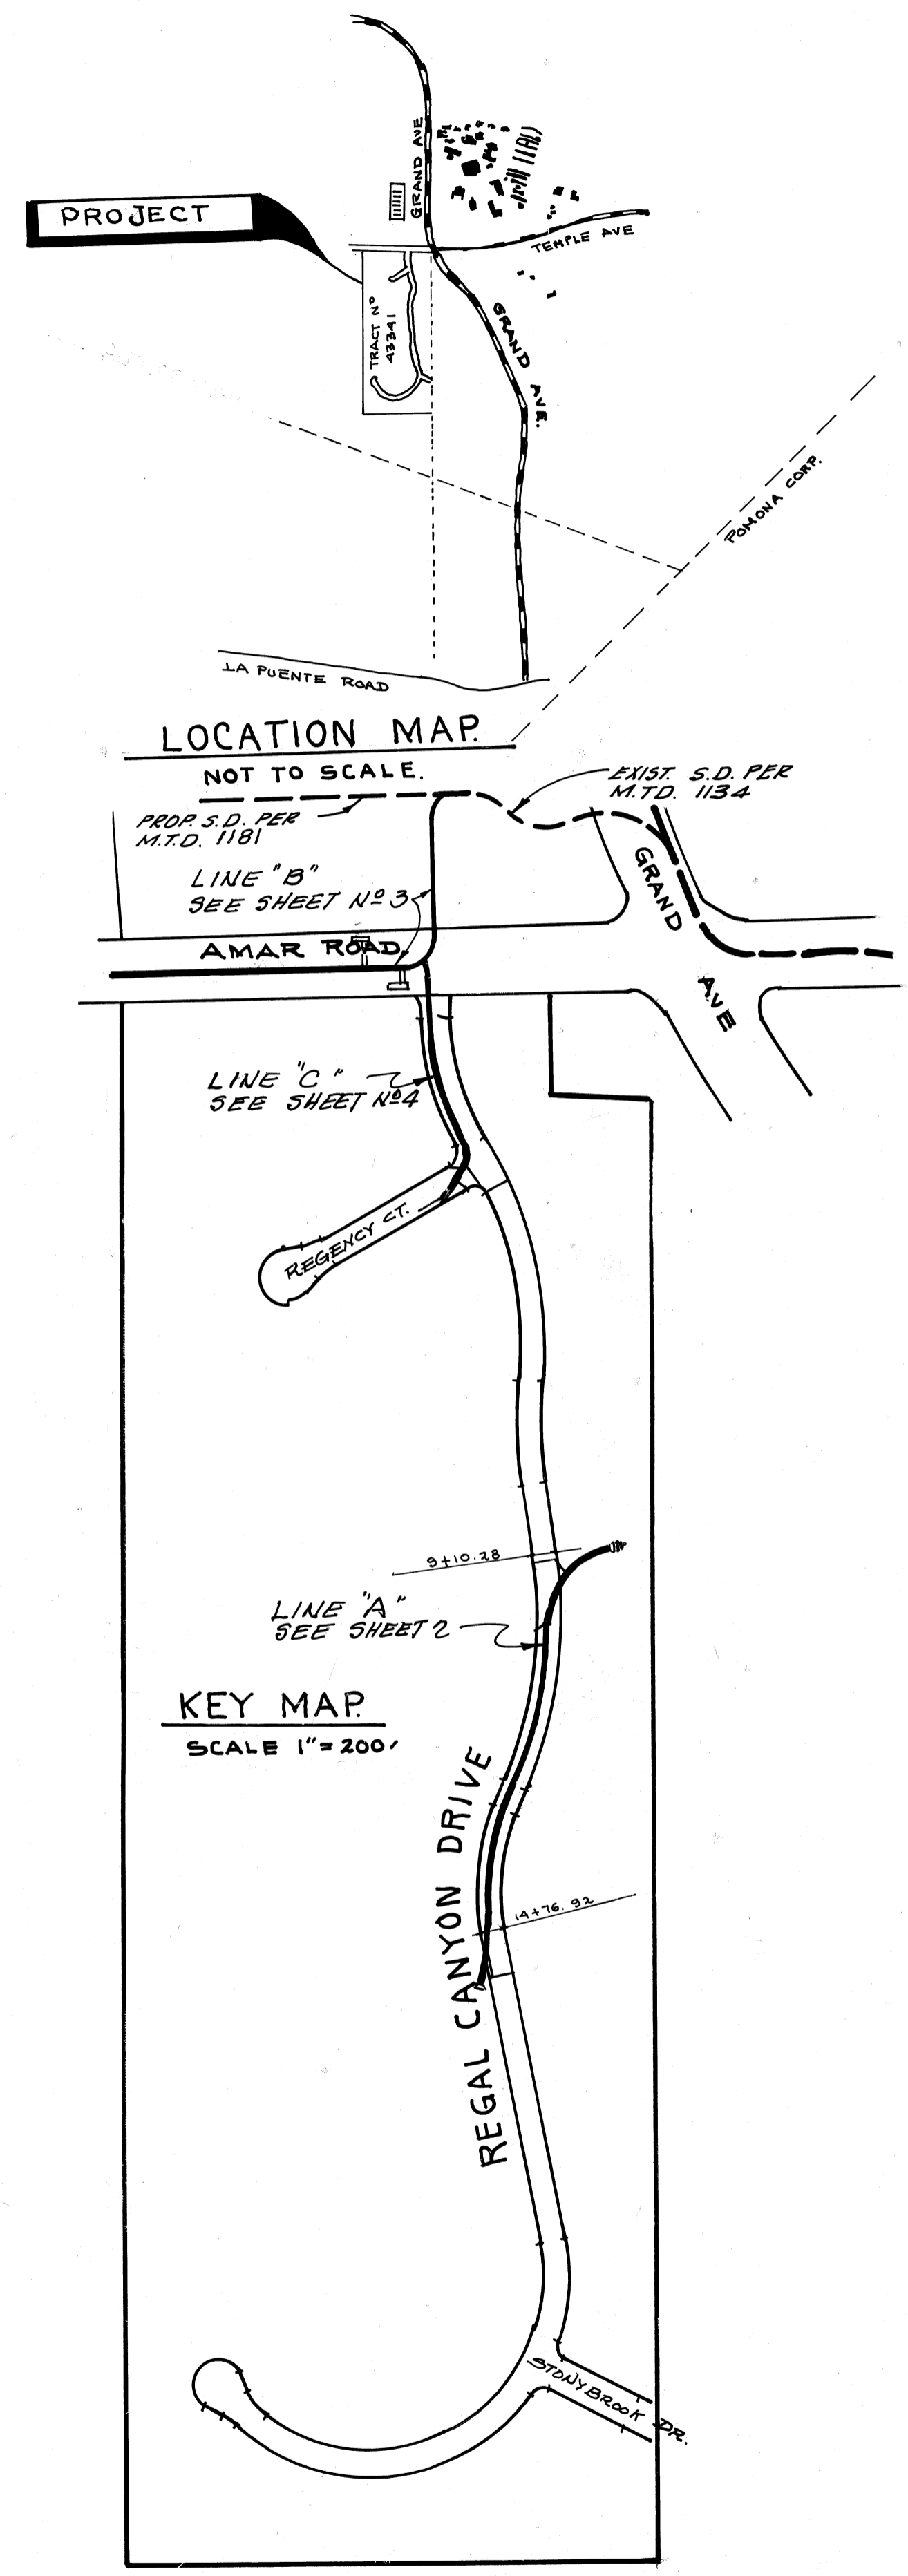 GRAND AVE
PROJECT
TEMPLE AVE
TRACT Nº
43341
GRAND AVE.
POMONA CORP.
LA PUENTE ROAD
LOCATION MAP.
NOT TO SCALE.
EXIST. S.D. PER
M.T.D. 1134
PROP. S.D. PER
M.T.D. 1181
LINE "B"
SEE SHEET Nº 3
GRAND AVE
AMAR ROAD
LINE "C"
SEE SHEET Nº4
REGENCY CT.
9+10.28
LINE "A"
SEE SHEET 2
KEY MAP.
SCALE 1"=200'
REGAL CANYON DRIVE
14+76.92
STONYBROOK DR.